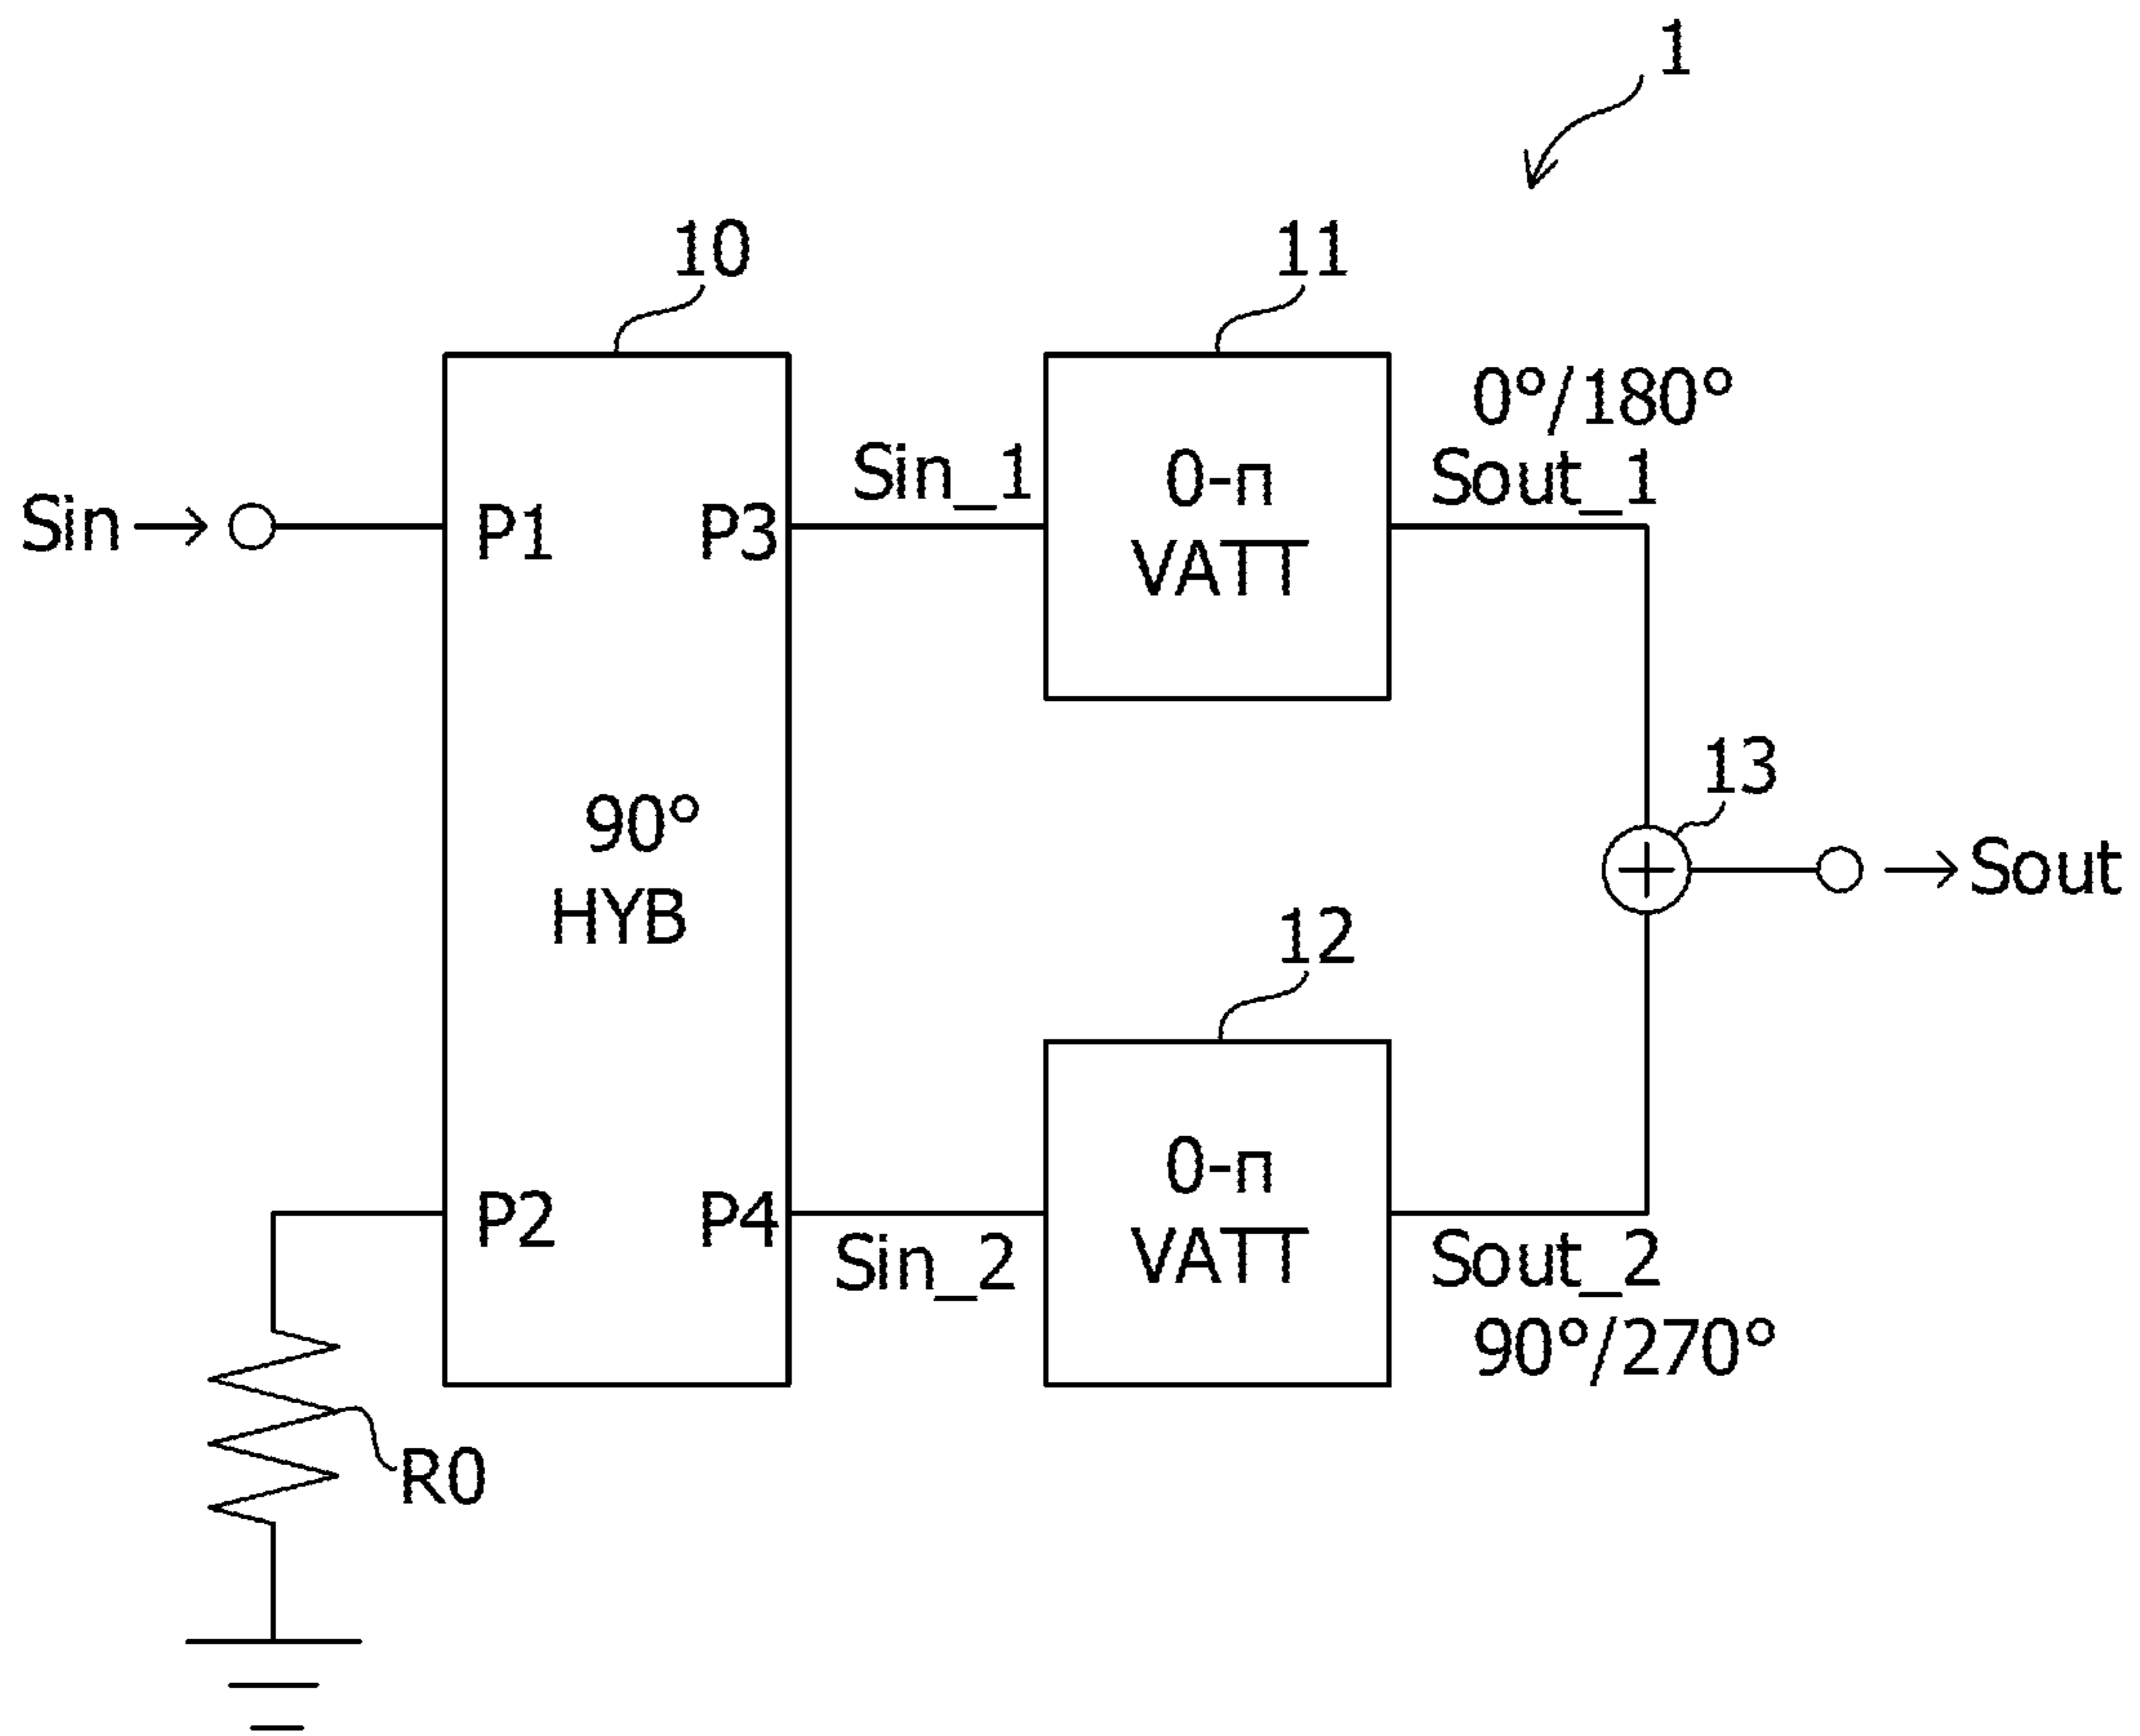 1
10
11
0°/180°
Sin_1
0-π
VATT
Sout_1
Sin
P1
P3
13
90°
HYB
Sout
12
0-π
VATT
P2
P4
Sin_2
Sout_2
90°/270°
R0